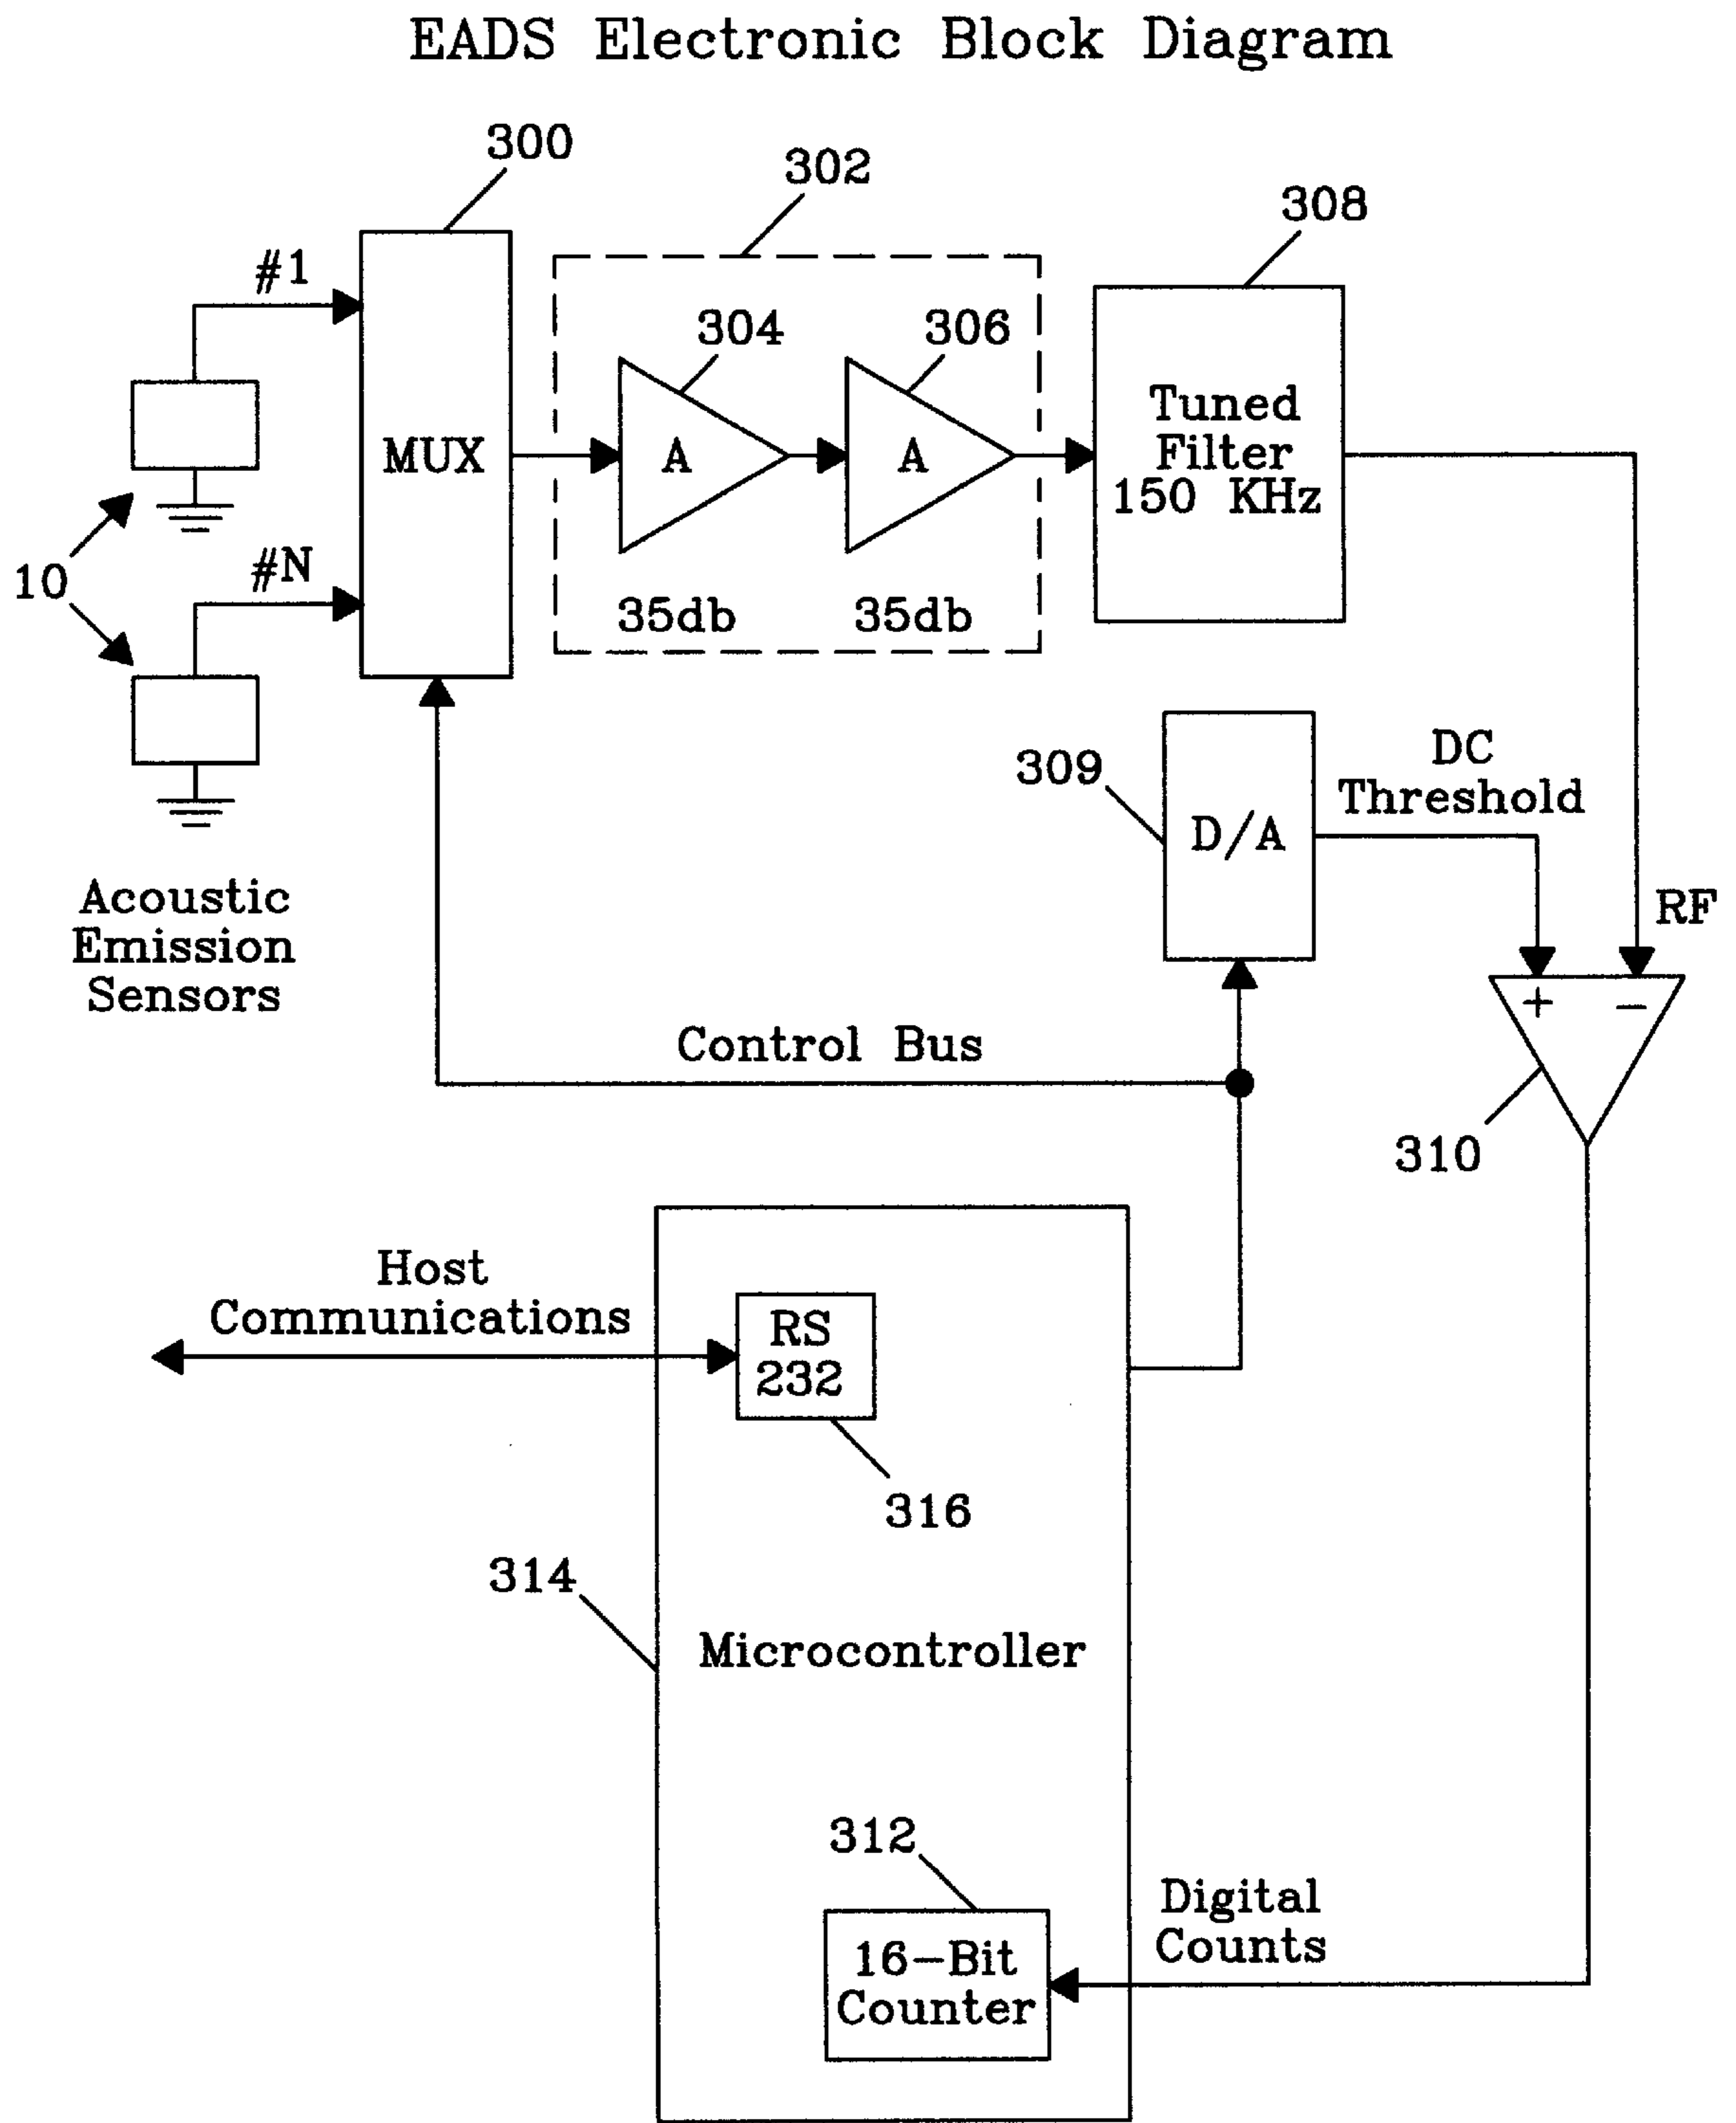 EADS Electronic Block Diagram
300
302
308
#1
304
306
MUX
A
A
Tuned
Filter
150 KHz
10
#N
35db
35db
309
D/A
DC
Threshold
RF
Acoustic
Emission
Sensors
+
−
Control Bus
310
Host
Communications
RS
232
316
314
Microcontroller
312
16-Bit
Counter
Digital
Counts